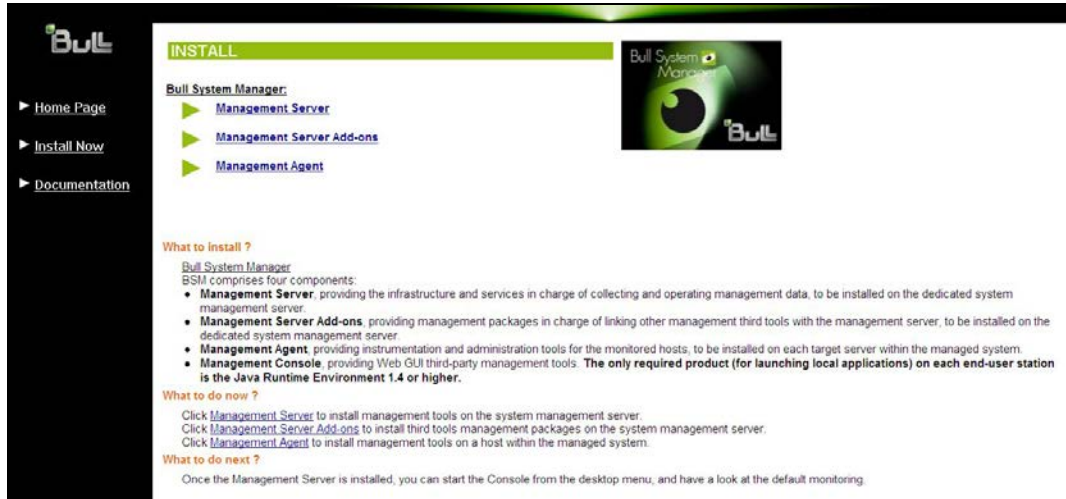 Bull
Home Page
Install Now
Documentation
INSTALL
Bull System Manager
Bull
Bull System Manager:
Management Server
Management Server Add-ons
Management Agent
What to install ?
Bull System Manager
BSM comprises four components:
• Management Server, providing the infrastructure and services in charge of collecting and operating management data, to be installed on the dedicated system
management server.
• Management Server Add-ons, providing management packages in charge of linking other management third tools with the management server, to be installed on the
dedicated system management server.
• Management Agent, providing instrumentation and administration tools for the monitored hosts, to be installed on each target server within the managed system.
• Management Console, providing Web GUI third-party management tools. The only required product (for launching local applications) on each end-user station
is the Java Runtime Environment 1.4 or higher.
What to do now ?
Click Management Server to install management tools on the system management server.
Click Management Server Add-ons to install third tools management packages on the system management server.
Click Management Agent to install management tools on a host within the managed system.
What to do next ?
Once the Management Server is installed, you can start the Console from the desktop menu, and have a look at the default monitoring.